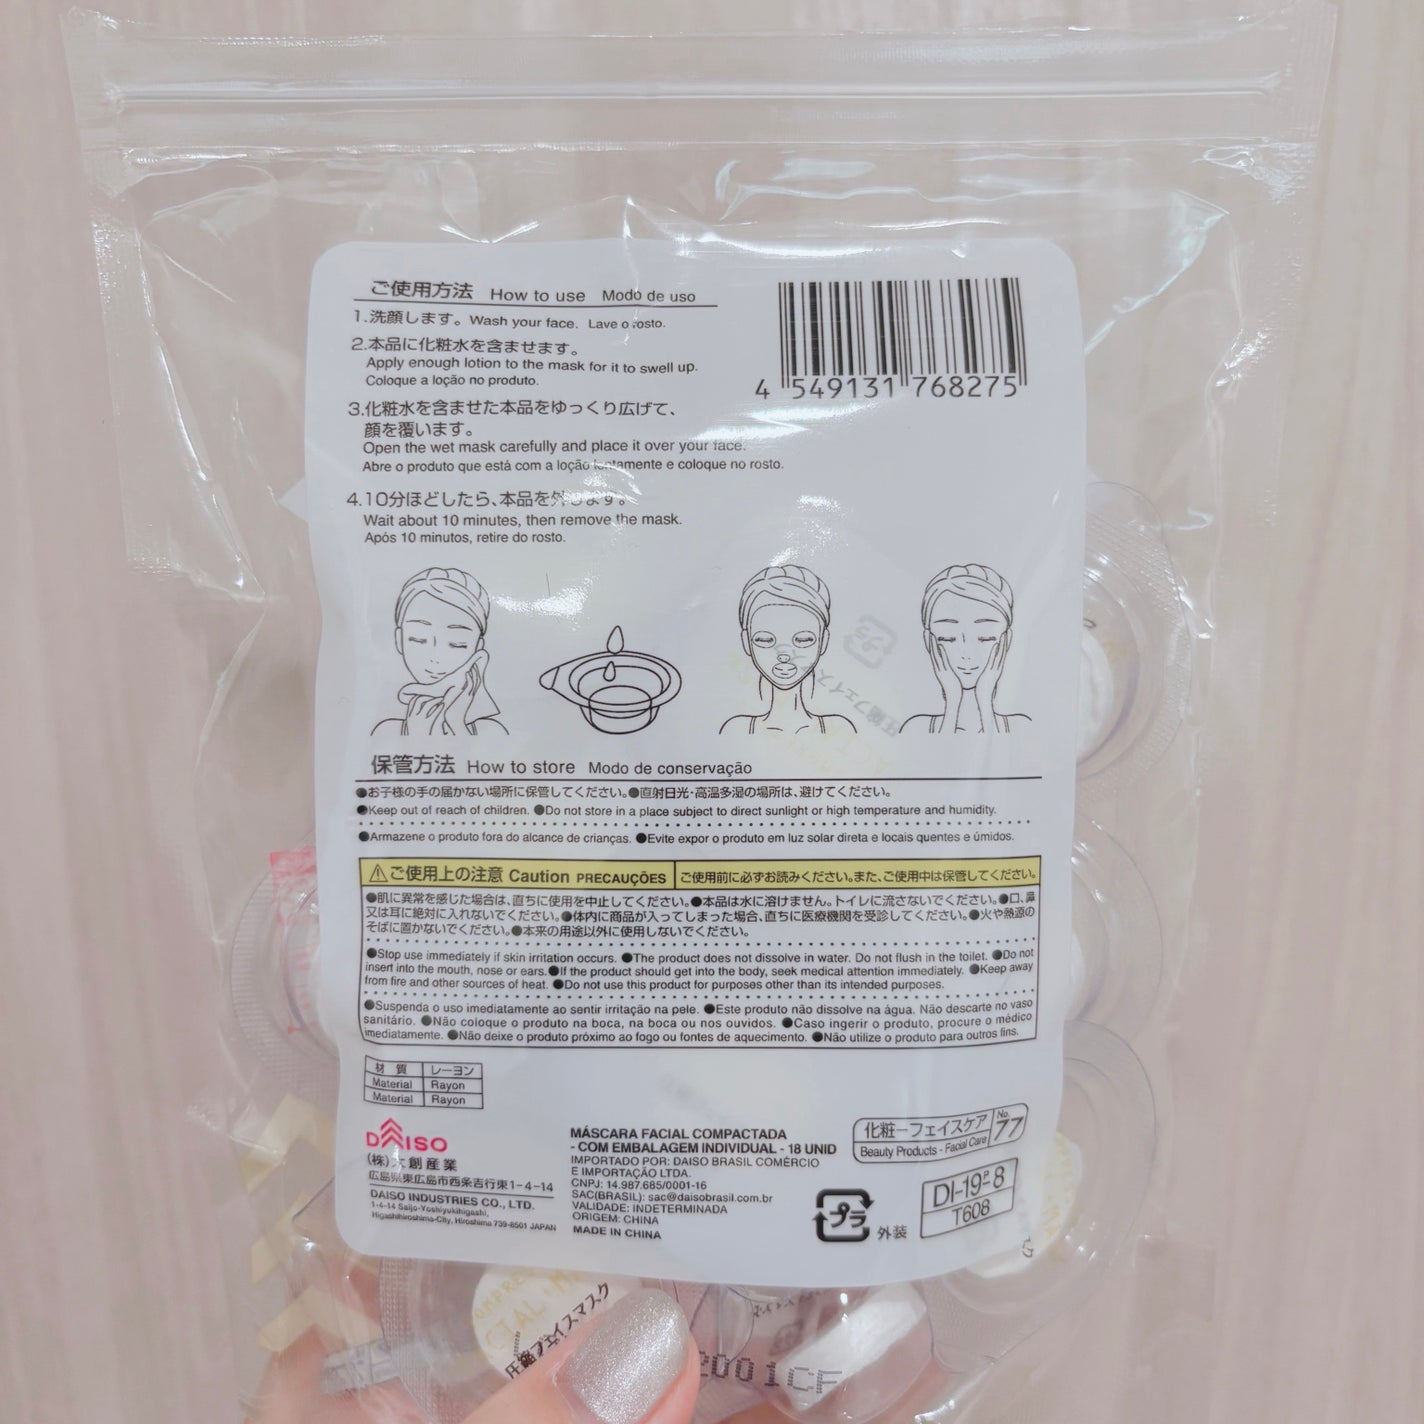 ご使用方法 How to use Modo de uso
1.洗顔します。Wash your face. Lave o rosto.
2.本品に化粧水を含ませます。
Apply enough lotion to the mask for it to swell up.
Coloque a loção no produto.
3.化粧水を含ませた本品をゆっくり広げて、
顔を覆います。
Open the wet mask carefully and place it over your face.
Abre o produto que está com a loção lentamente e coloque no rosto.
4.10分ほどしたら、本品を外します。
Wait about 10 minutes, then remove the mask.
Após 10 minutos, retire do rosto.
4 549131 768275
保管方法 How to store Modo de conservação
●お子様の手の届かない場所に保管してください。●直射日光・高温多湿の場所は、避けてください。
●Keep out of reach of children. ●Do not store in a place subject to direct sunlight or high temperature and humidity.
●Armazene o produto fora do alcance de crianças. ●Evite expor o produto em luz solar direta e locais quentes e úmidos.
⚠ご使用上の注意 Caution PRECAUÇÕES ご使用前に必ずお読みください。また、ご使用中は保管してください。
●肌に異常を感じた場合は、直ちに使用を中止してください。●本品は水に溶けません。トイレに流さないでください。●口、鼻
又は耳に絶対に入れないでください。●体内に商品が入ってしまった場合、直ちに医療機関を受診してください。●火や熱源の
そばに置かないでください。●本来の用途以外に使用しないでください。
●Stop use immediately if skin irritation occurs. ●The product does not dissolve in water. Do not flush in the toilet. ●Do not
insert into the mouth, nose or ears.●If the product should get into the body, seek medical attention immediately. ●Keep away
from fire and other sources of heat. ●Do not use this product for purposes other than its intended purposes.
●Suspenda o uso imediatamente ao sentir irritação na pele. ●Este produto não dissolve na água. Não descarte no vaso
sanitário. ●Não coloque o produto na boca, na boca ou nos ouvidos. ●Caso ingerir o produto, procure o médico
imediatamente. ●Não deixe o produto próximo ao fogo ou fontes de aquecimento. ●Não utilize o produto para outros fins.
材質 レーヨン
Material Rayon
Material Rayon
DAISO
(株)大創産業
広島県東広島市西条吉行東1-4-14
DAISO INDUSTRIES CO., LTD.
1-4-14 Saijo-Yoshiyukihigashi,
Higashihiroshima-City, Hiroshima 739-8501 JAPAN
MÁSCARA FACIAL COMPACTADA
- COM EMBALAGEM INDIVIDUAL - 18 UNID
IMPORTADO POR: DAISO BRASIL COMÉRCIO
E IMPORTAÇÃO LTDA.
CNPJ: 14.987.685/0001-16
SAC(BRASIL): sac@daisobrasil.com.br
VALIDADE: INDETERMINADA
ORIGEM: CHINA
MADE IN CHINA
化粧-フェイスケア No.77
Beauty Products - Facial Care
プラ 外装
DI-19-P-8
T608
圧縮フェイスマスク
2001CF